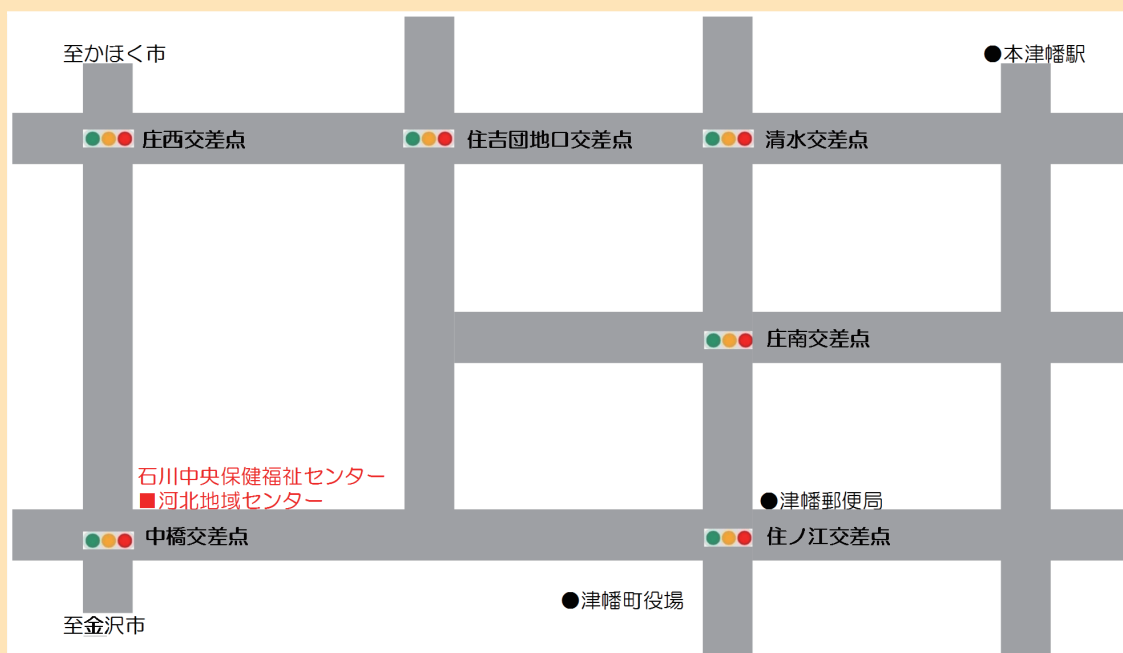 至かほく市
●本津幡駅
庄西交差点
住吉団地口交差点
清水交差点
庄南交差点
石川中央保健福祉センター
■河北地域センター
●津幡郵便局
中橋交差点
住ノ江交差点
●津幡町役場
至金沢市